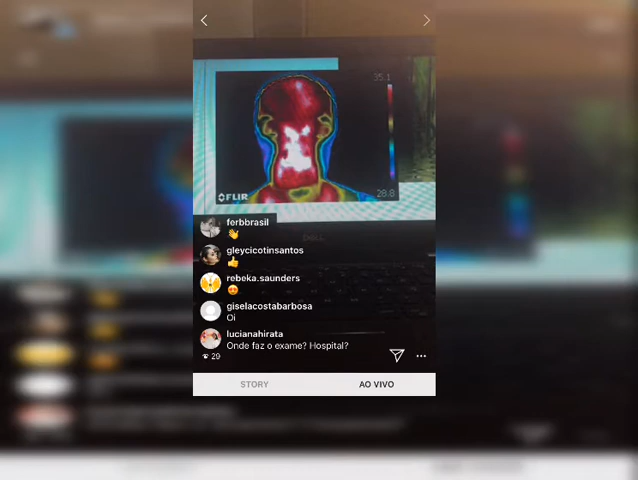 35.1
28.8
FLIR
DELL
ferbbrasil
👋
gleycicotinsantos
👍
rebeka.saunders
😍
giselacostabarbosa
Oi
lucianahirata
Onde faz o exame? Hospital?
29
STORY
AO VIVO